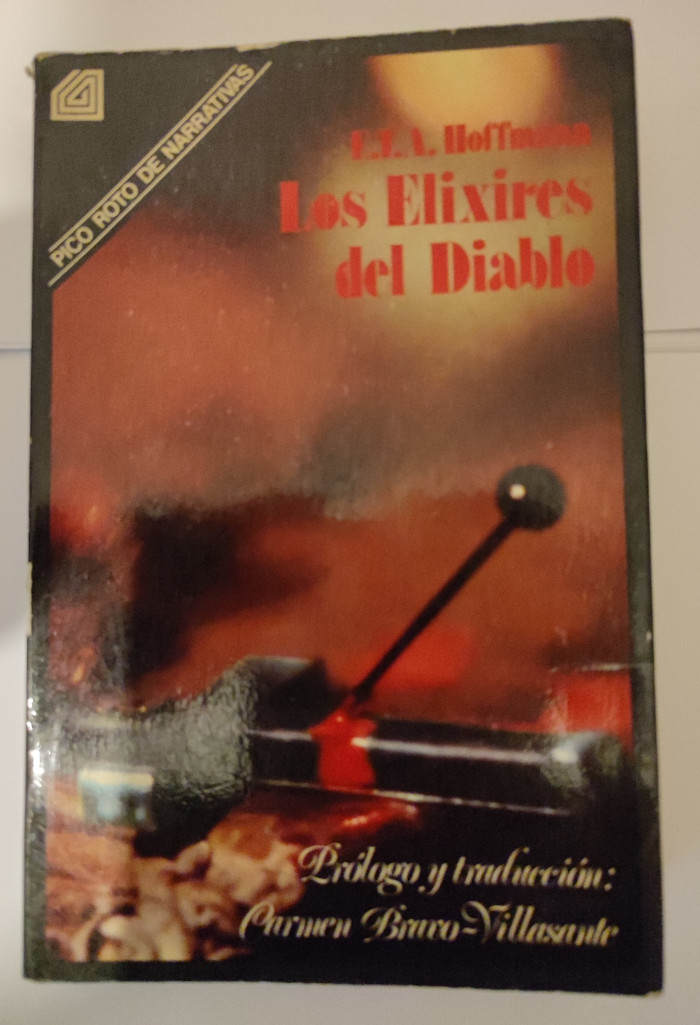 PICO ROTO DE NARRATIVAS
E.T.A. Hoffmann
Los Elixires
del Diablo
Prólogo y traducción:
Carmen Bravo-Villasante